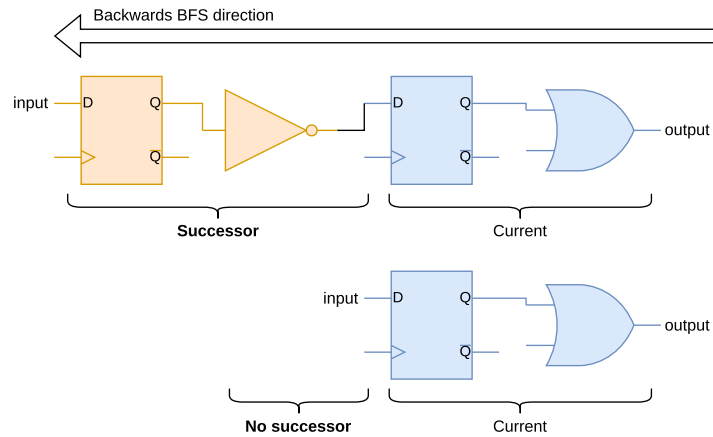 Backwards BFS direction
input
D
Q
Q
D
Q
Q
output
Successor
Current
input
D
Q
Q
output
No successor
Current